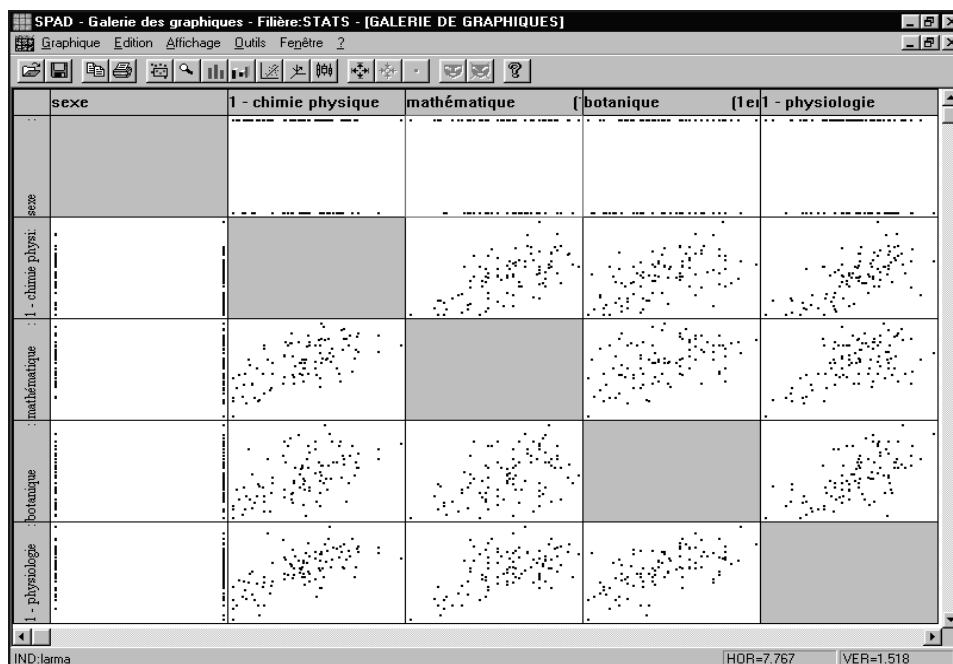 SPAD - Galerie des graphiques - Filière:STATS - [GALERIE DE GRAPHIQUES]
Graphique Edition Affichage Outils Fenêtre ?
sexe 1 - chimie physique mathématique (1 botanique (1er 1 - physiologie
sexe
1 - chimie physi:
mathématique
botanique
1 - physiologie
IND:larma HOR=7.767 VER=1.518